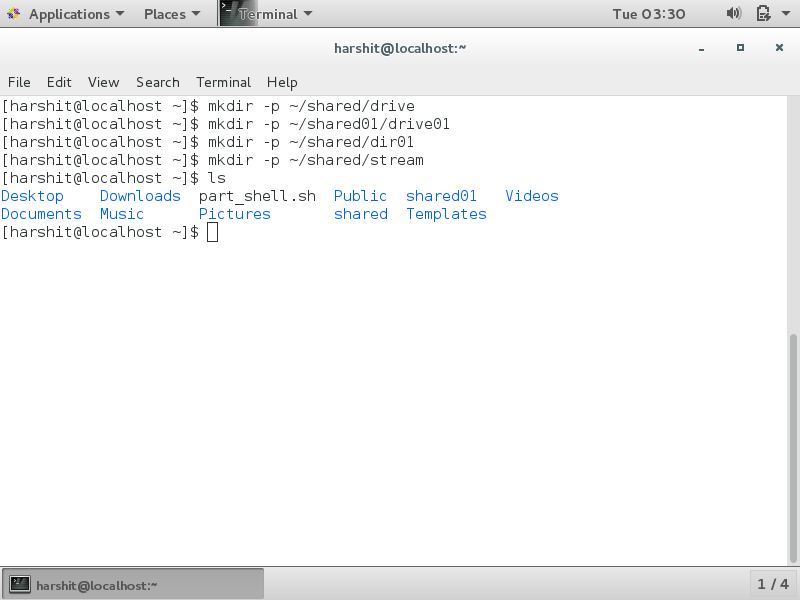 Applications Places Terminal Tue 03:30
harshit@localhost:~
File Edit View Search Terminal Help
[harshit@localhost ~]$ mkdir -p ~/shared/drive
[harshit@localhost ~]$ mkdir -p ~/shared01/drive01
[harshit@localhost ~]$ mkdir -p ~/shared/dir01
[harshit@localhost ~]$ mkdir -p ~/shared/stream
[harshit@localhost ~]$ ls
Desktop Downloads part_shell.sh Public shared01 Videos
Documents Music Pictures shared Templates
[harshit@localhost ~]$
harshit@localhost:~ 1 / 4